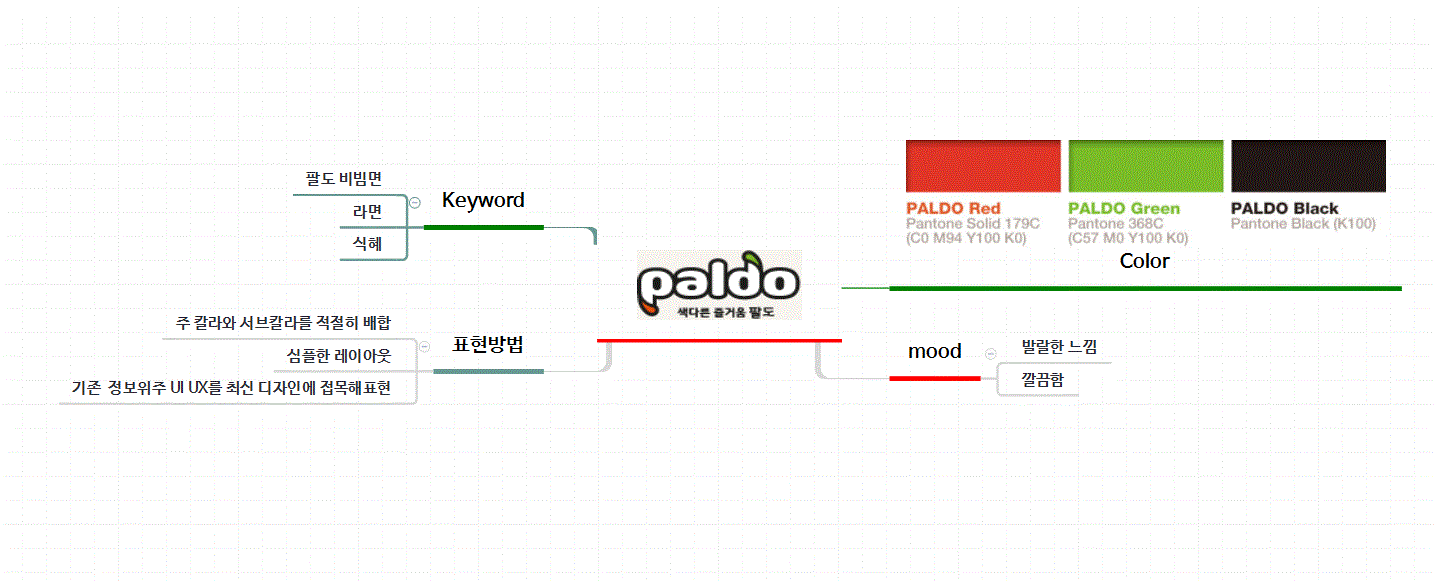 Keyword
팔도 비빔면
라면
식혜
표현방법
주 칼라와 서브칼라를 적절히 배합
심플한 레이아웃
기존 정보위주 UI UX를 최신 디자인에 접목해표현
paldo
색다른 즐거움 팔도
PALDO Red
Pantone Solid 179C
(C0 M94 Y100 K0)
PALDO Green
Pantone 368C
(C57 M0 Y100 K0)
PALDO Black
Pantone Black (K100)
Color
mood
발랄한 느낌
깔끔함